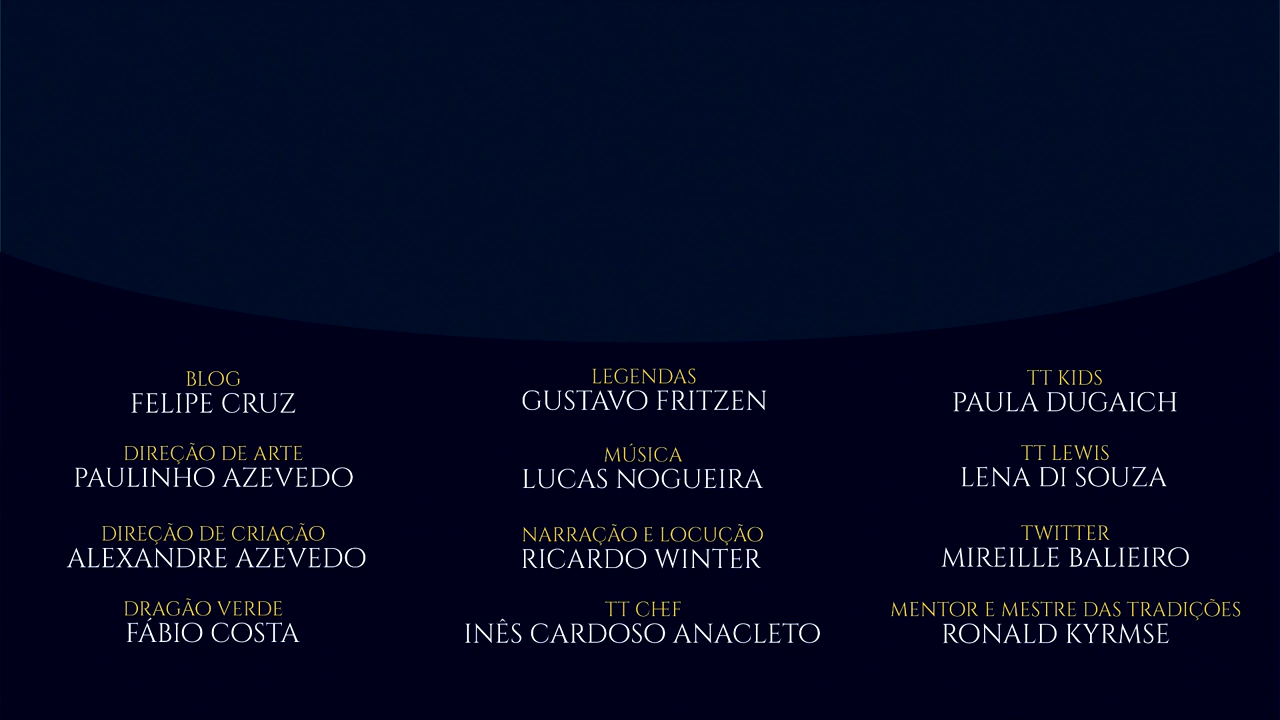 BLOG
FELIPE CRUZ
DIREÇÃO DE ARTE
PAULINHO AZEVEDO
DIREÇÃO DE CRIAÇÃO
ALEXANDRE AZEVEDO
DRAGÃO VERDE
FÁBIO COSTA
LEGENDAS
GUSTAVO FRITZEN
MÚSICA
LUCAS NOGUEIRA
NARRAÇÃO E LOCUÇÃO
RICARDO WINTER
TT CHEF
INÊS CARDOSO ANACLETO
TT KIDS
PAULA DUGAICH
TT LEWIS
LENA DI SOUZA
TWITTER
MIREILLE BALIEIRO
MENTOR E MESTRE DAS TRADIÇÕES
RONALD KYRMSE